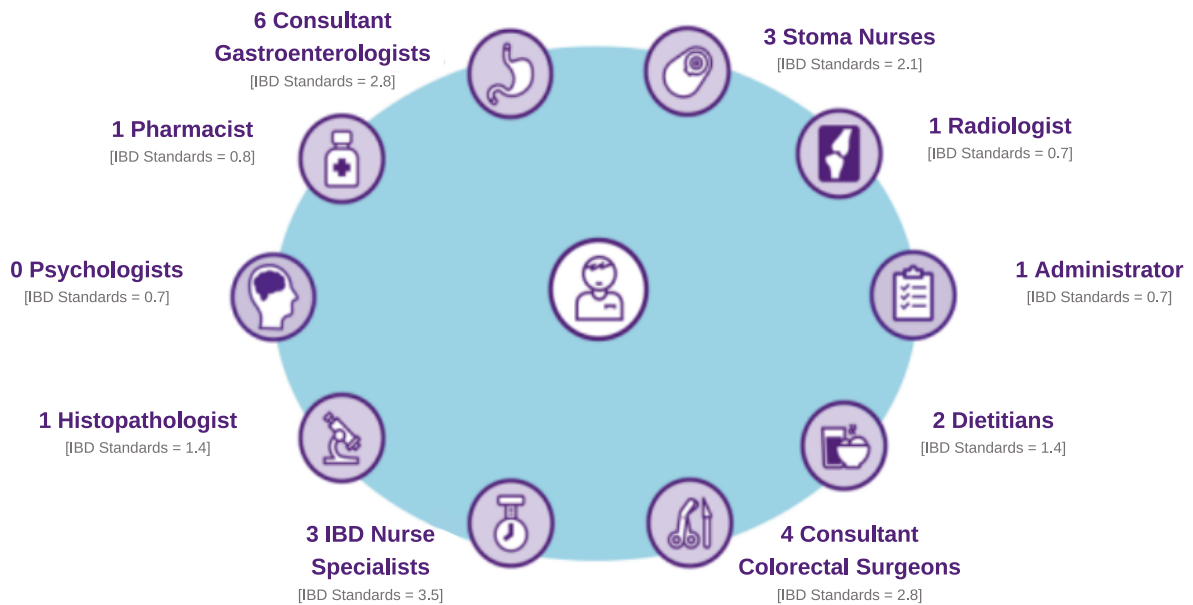 6 Consultant
Gastroenterologists
[IBD Standards = 2.8]
3 Stoma Nurses
[IBD Standards = 2.1]
1 Pharmacist
[IBD Standards = 0.8]
1 Radiologist
[IBD Standards = 0.7]
0 Psychologists
[IBD Standards = 0.7]
1 Administrator
[IBD Standards = 0.7]
1 Histopathologist
[IBD Standards = 1.4]
2 Dietitians
[IBD Standards = 1.4]
3 IBD Nurse
Specialists
[IBD Standards = 3.5]
4 Consultant
Colorectal Surgeons
[IBD Standards = 2.8]